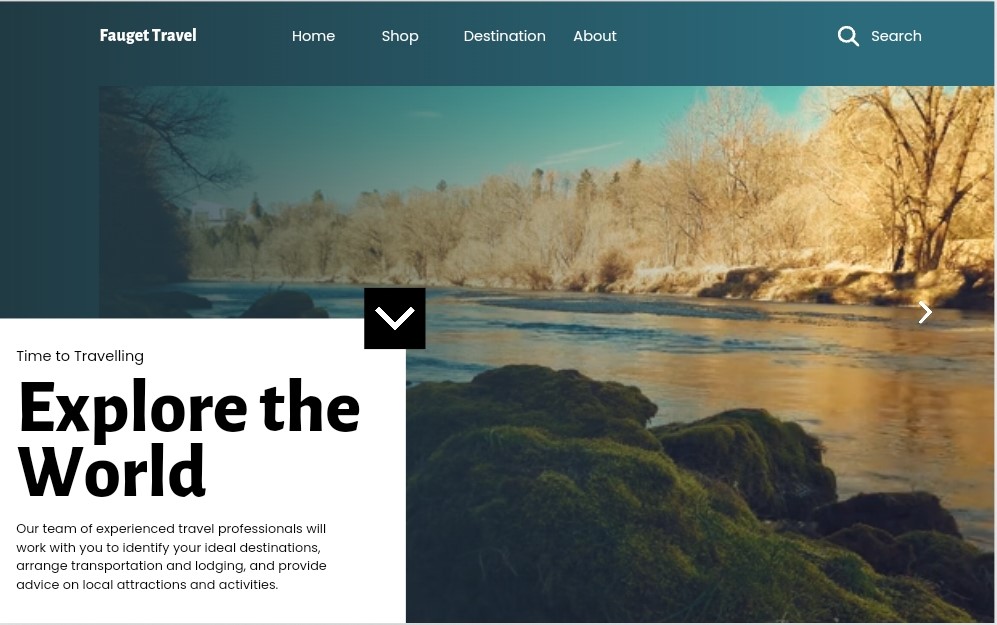 Fauget Travel
Home
Shop
Destination
About
Search
Time to Travelling
Explore the
World
Our team of experienced travel professionals will
work with you to identify your ideal destinations,
arrange transportation and lodging, and provide
advice on local attractions and activities.